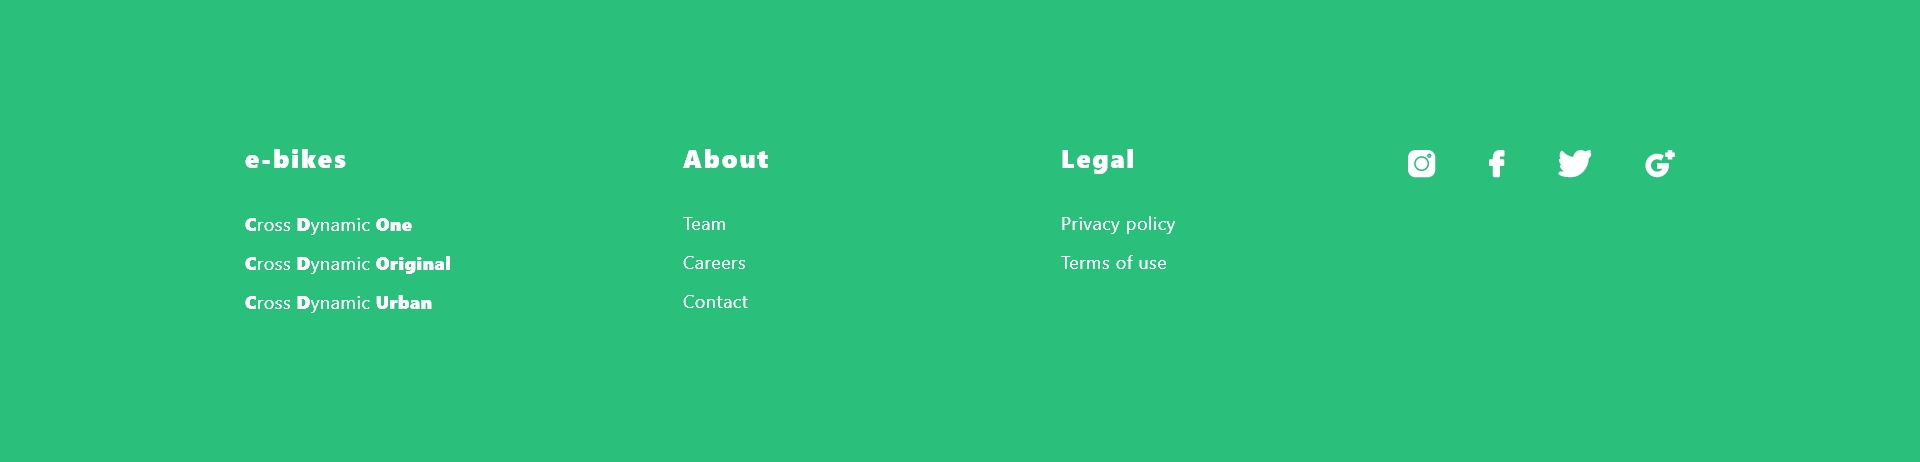 e-bikes
Cross Dynamic One
Cross Dynamic Original
Cross Dynamic Urban
About
Team
Careers
Contact
Legal
Privacy policy
Terms of use